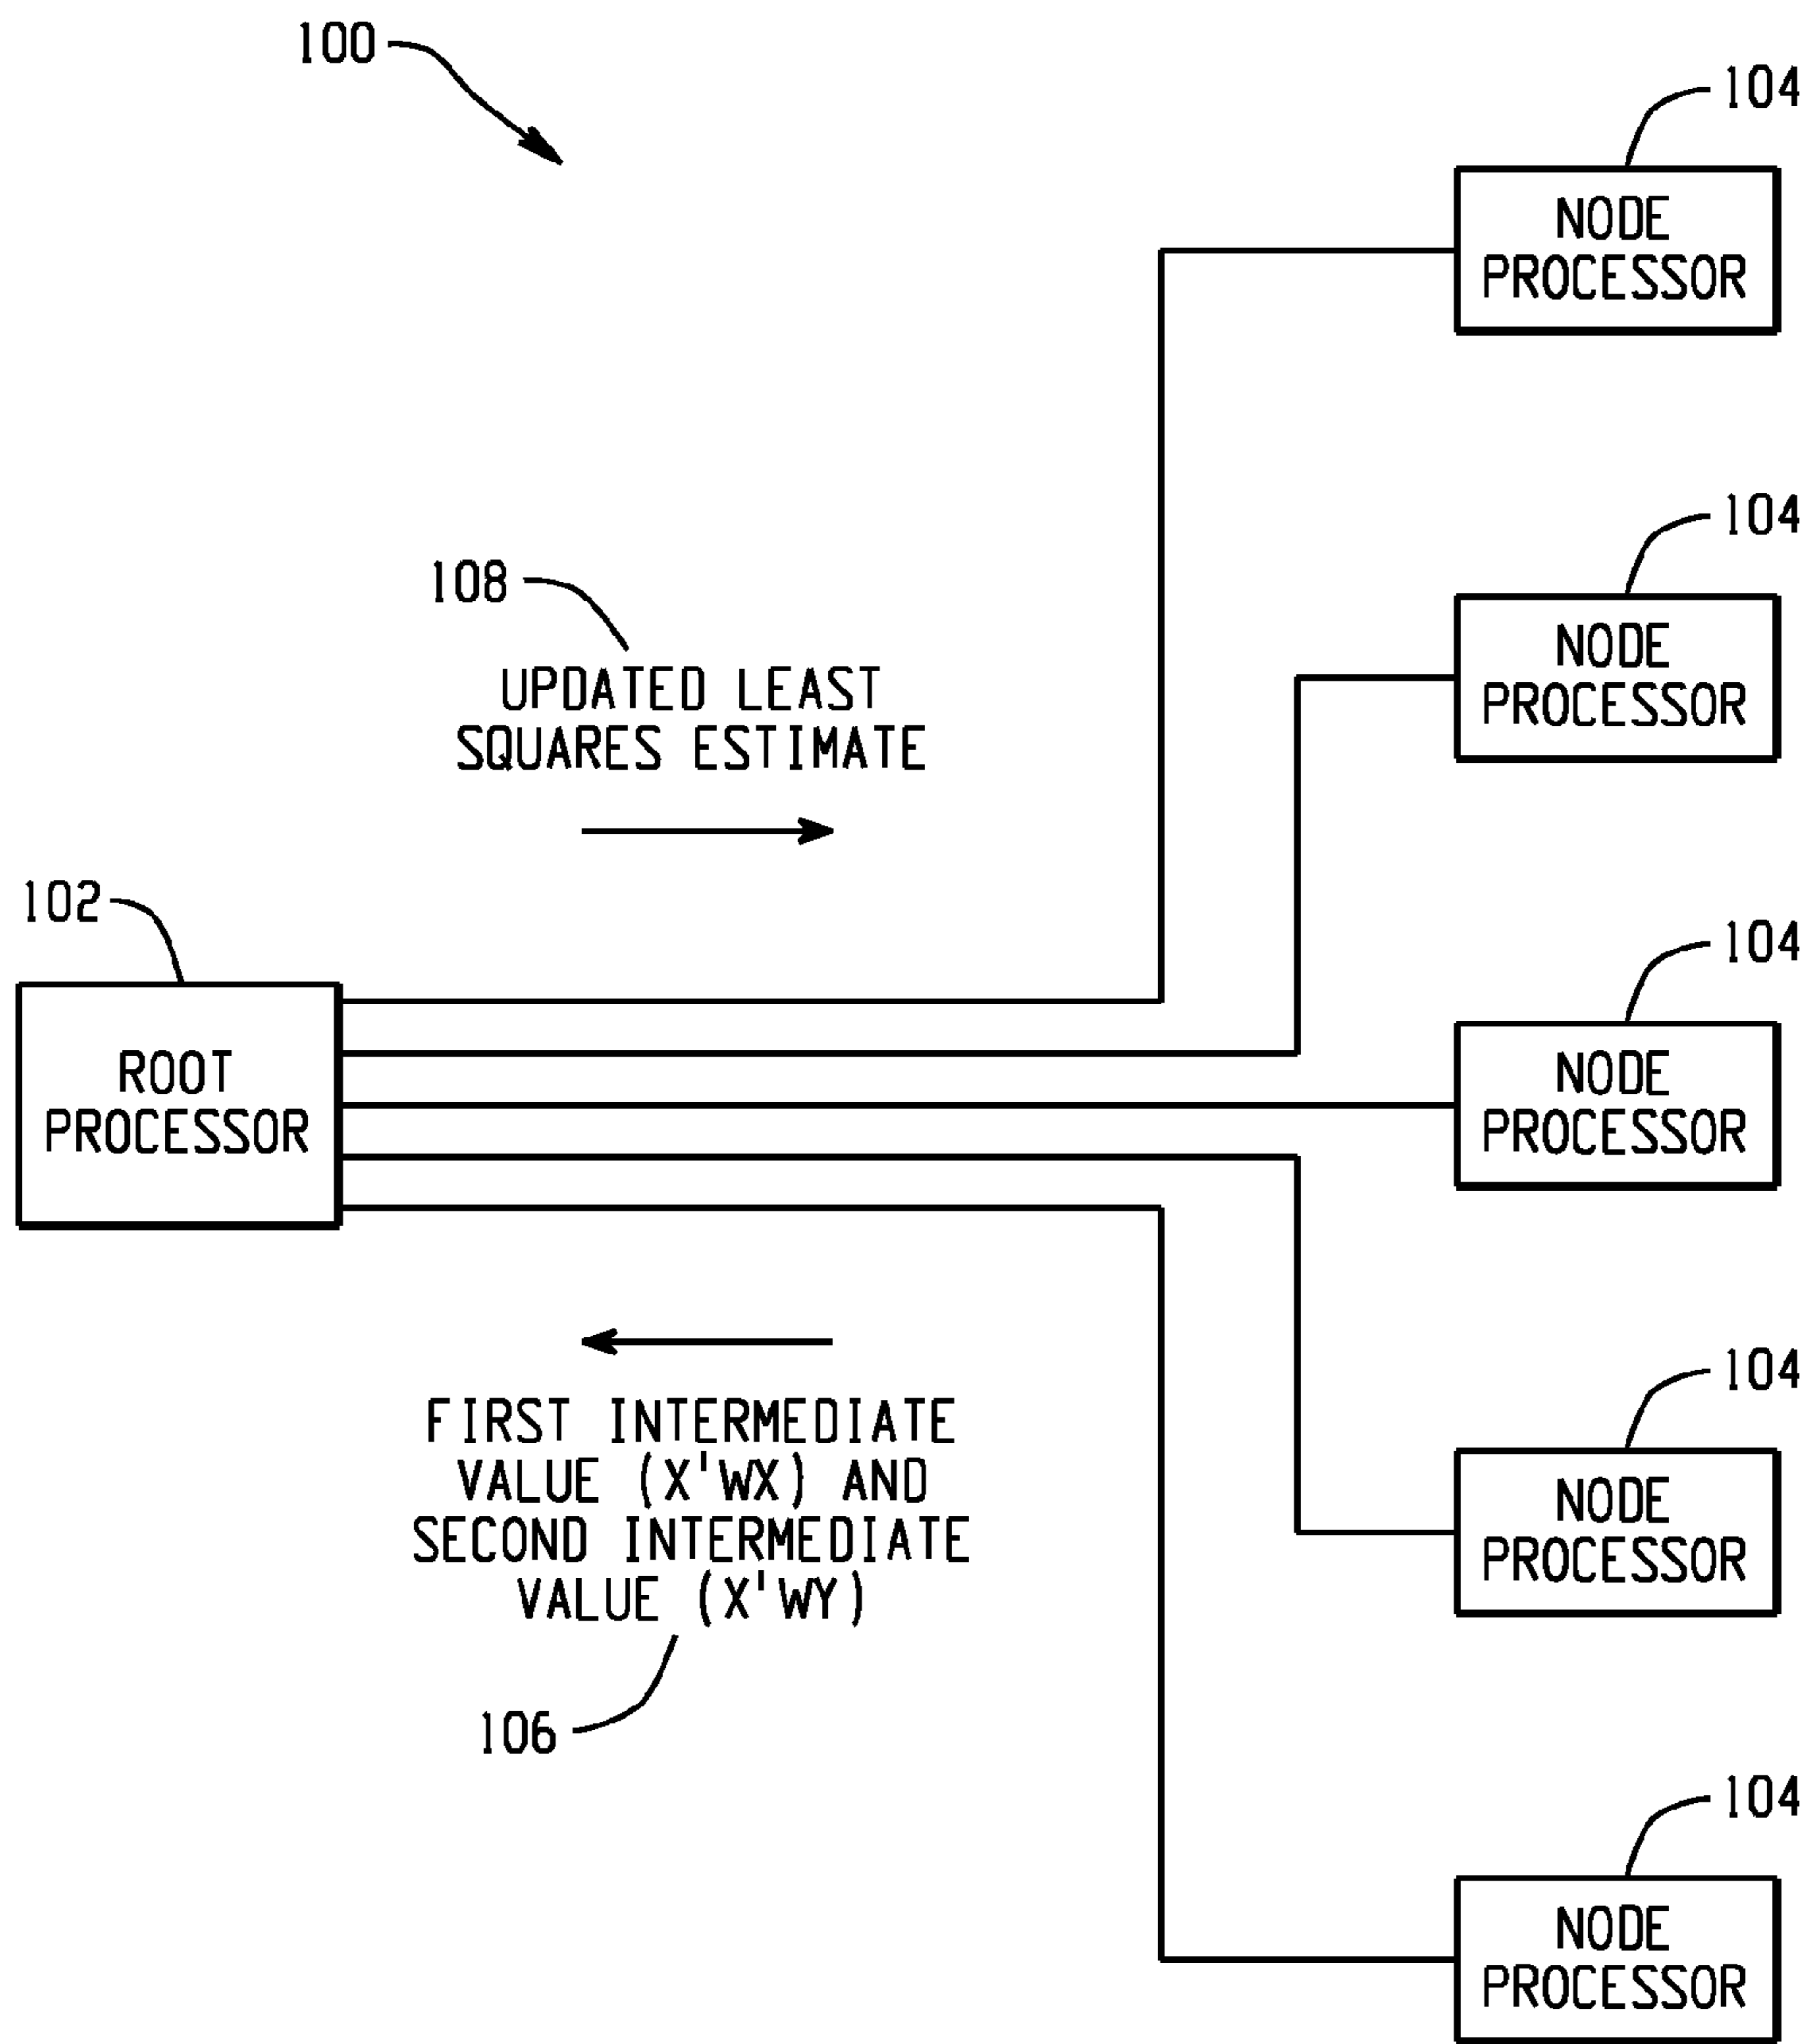 100
104
NODE
PROCESSOR
104
NODE
PROCESSOR
108
UPDATED LEAST
SQUARES ESTIMATE
102
ROOT
PROCESSOR
104
NODE
PROCESSOR
FIRST INTERMEDIATE
VALUE (X'WX) AND
SECOND INTERMEDIATE
VALUE (X'WY)
106
104
NODE
PROCESSOR
104
NODE
PROCESSOR